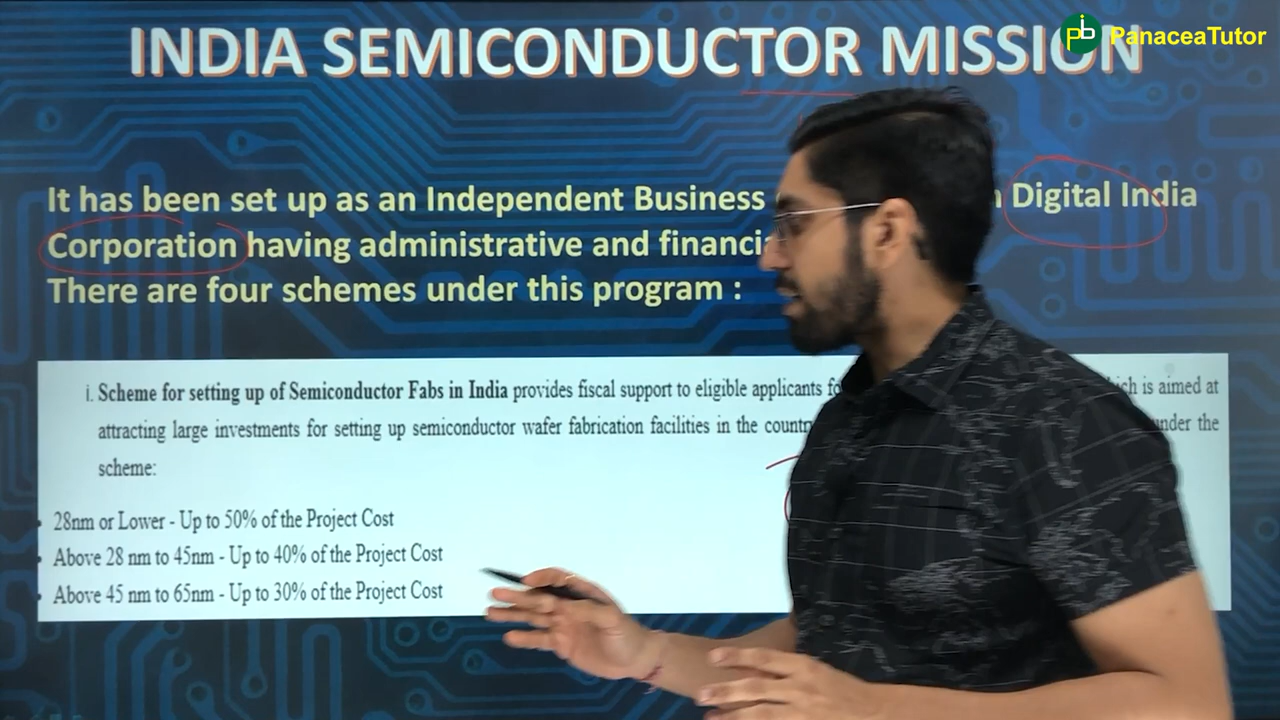 INDIA SEMICONDUCTOR MISSION
PanaceaTutor
It has been set up as an Independent Business Digital India
Corporation having administrative and
There are four schemes under this program :
i. Scheme for setting up of Semiconductor Fabs in India provides fiscal support to eligible applicants is aimed at
attracting large investments for setting up semiconductor wafer fabrication facilities in the the
scheme:
28nm or Lower - Up to 50% of the Project Cost
Above 28 nm to 45nm - Up to 40% of the Project Cost
Above 45 nm to 65nm - Up to 30% of the Project Cost